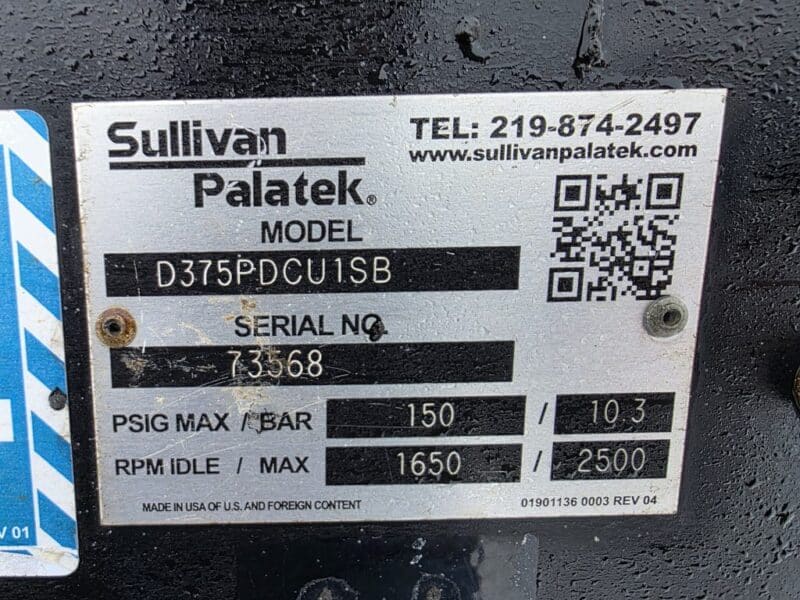 Sullivan
Palatek®
TEL: 219-874-2497
www.sullivanpalatek.com
MODEL
D375PDCU1SB
SERIAL NO.
73568
PSIG MAX / BAR 150 / 10.3
RPM IDLE / MAX 1650 / 2500
MADE IN USA OF U.S. AND FOREIGN CONTENT
01901136 0003 REV 04
V 01